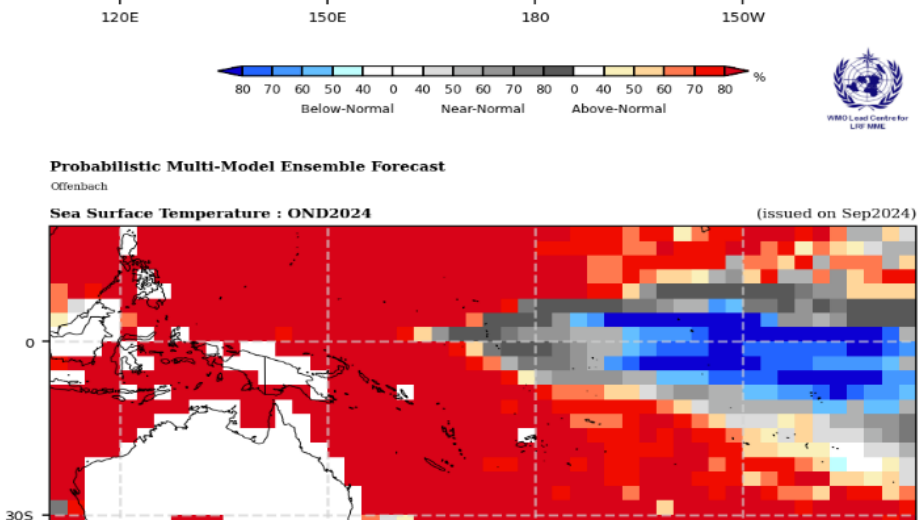 120E 150E 180 150W
80 70 60 50 40 0 40 50 60 70 80 0 40 50 60 70 80 %
Below-Normal Near-Normal Above-Normal
WMO Lead Centre for
LRF MME
Probabilistic Multi-Model Ensemble Forecast
Offenbach
Sea Surface Temperature : OND2024 (issued on Sep2024)
0
30S